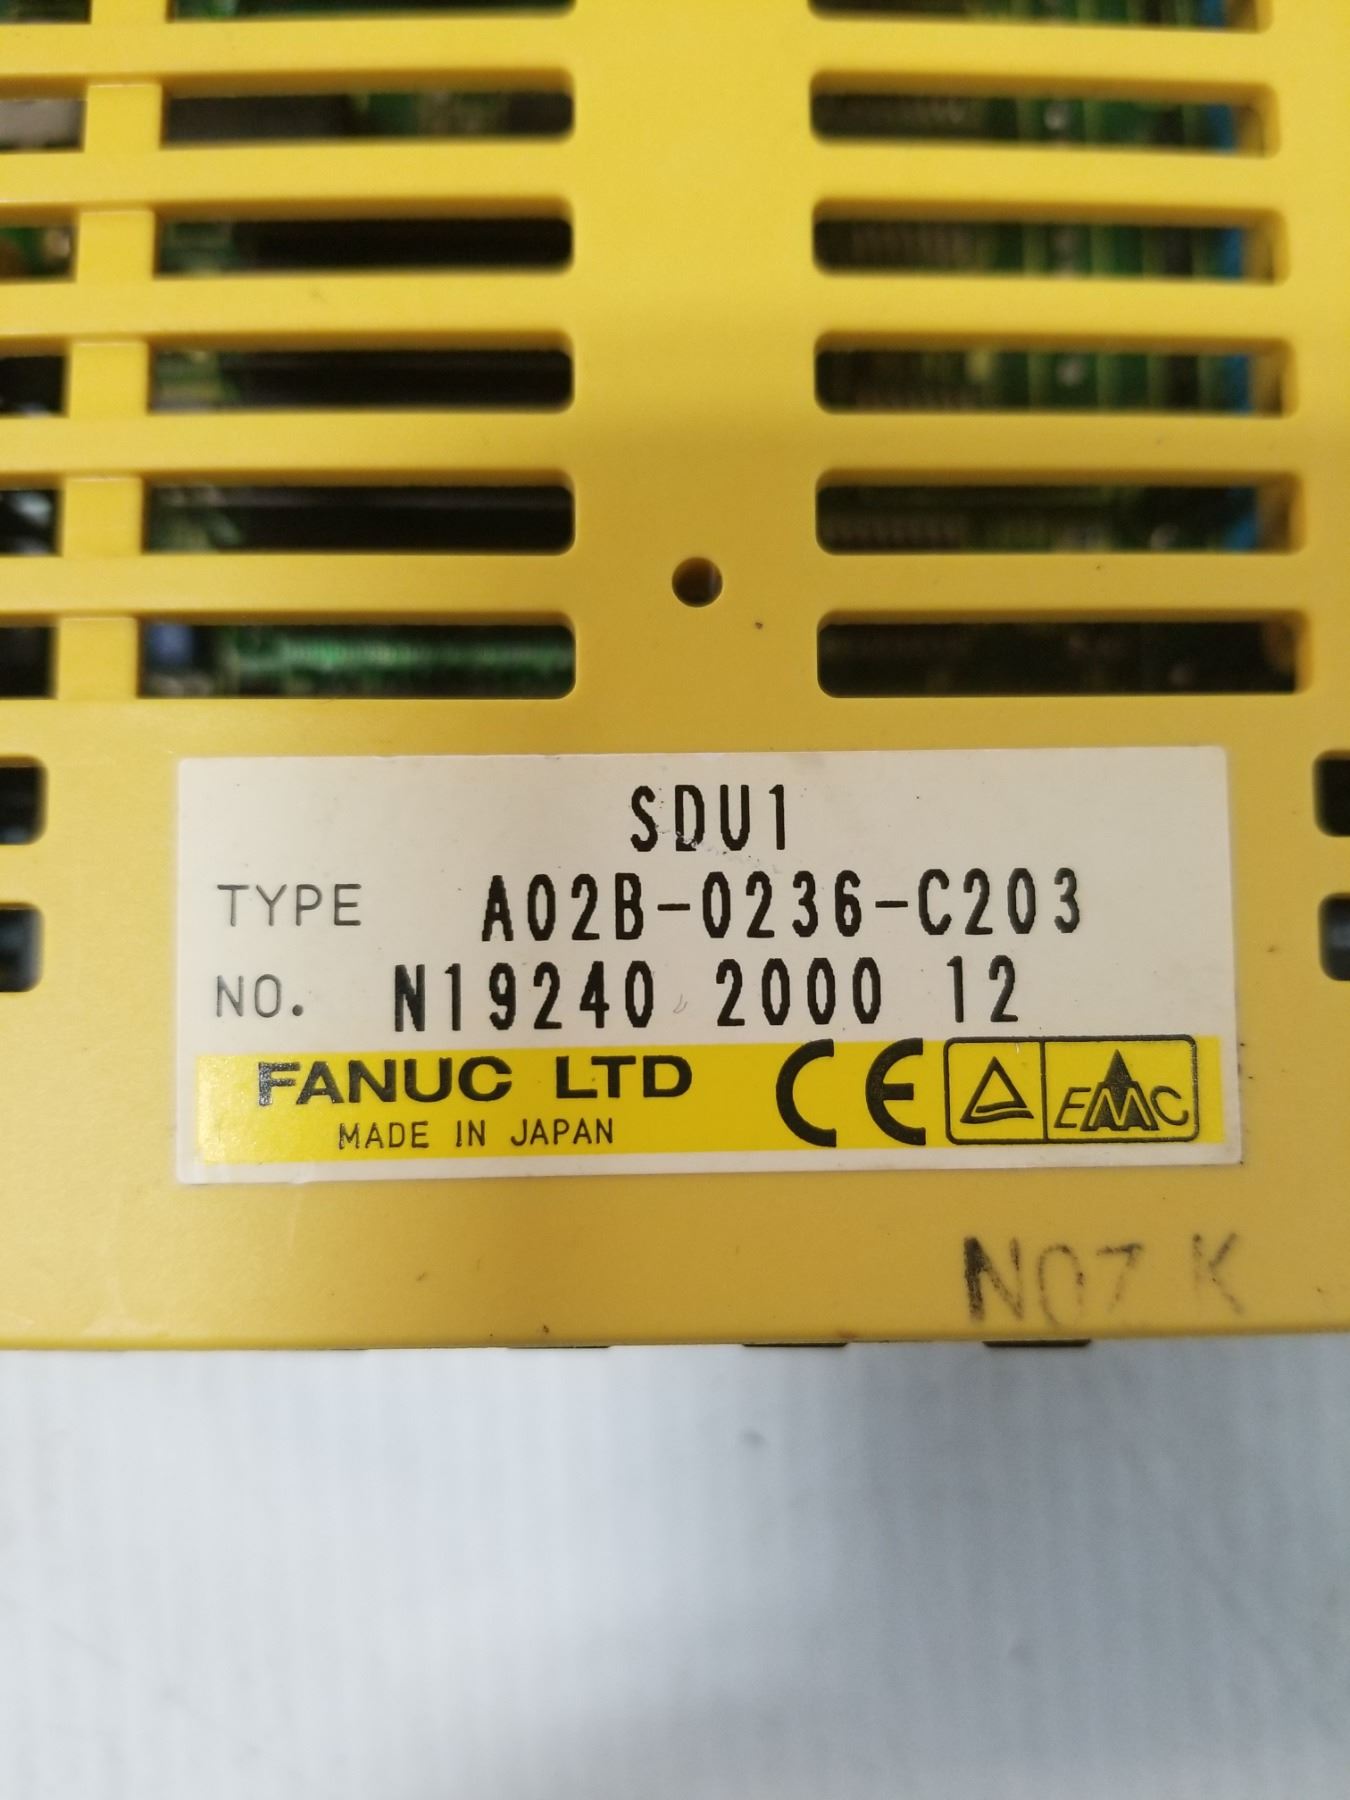 SDU1
TYPE A02B-0236-C203
NO. N19240 2000 12
FANUC LTD CE EMC
MADE IN JAPAN
N07 K